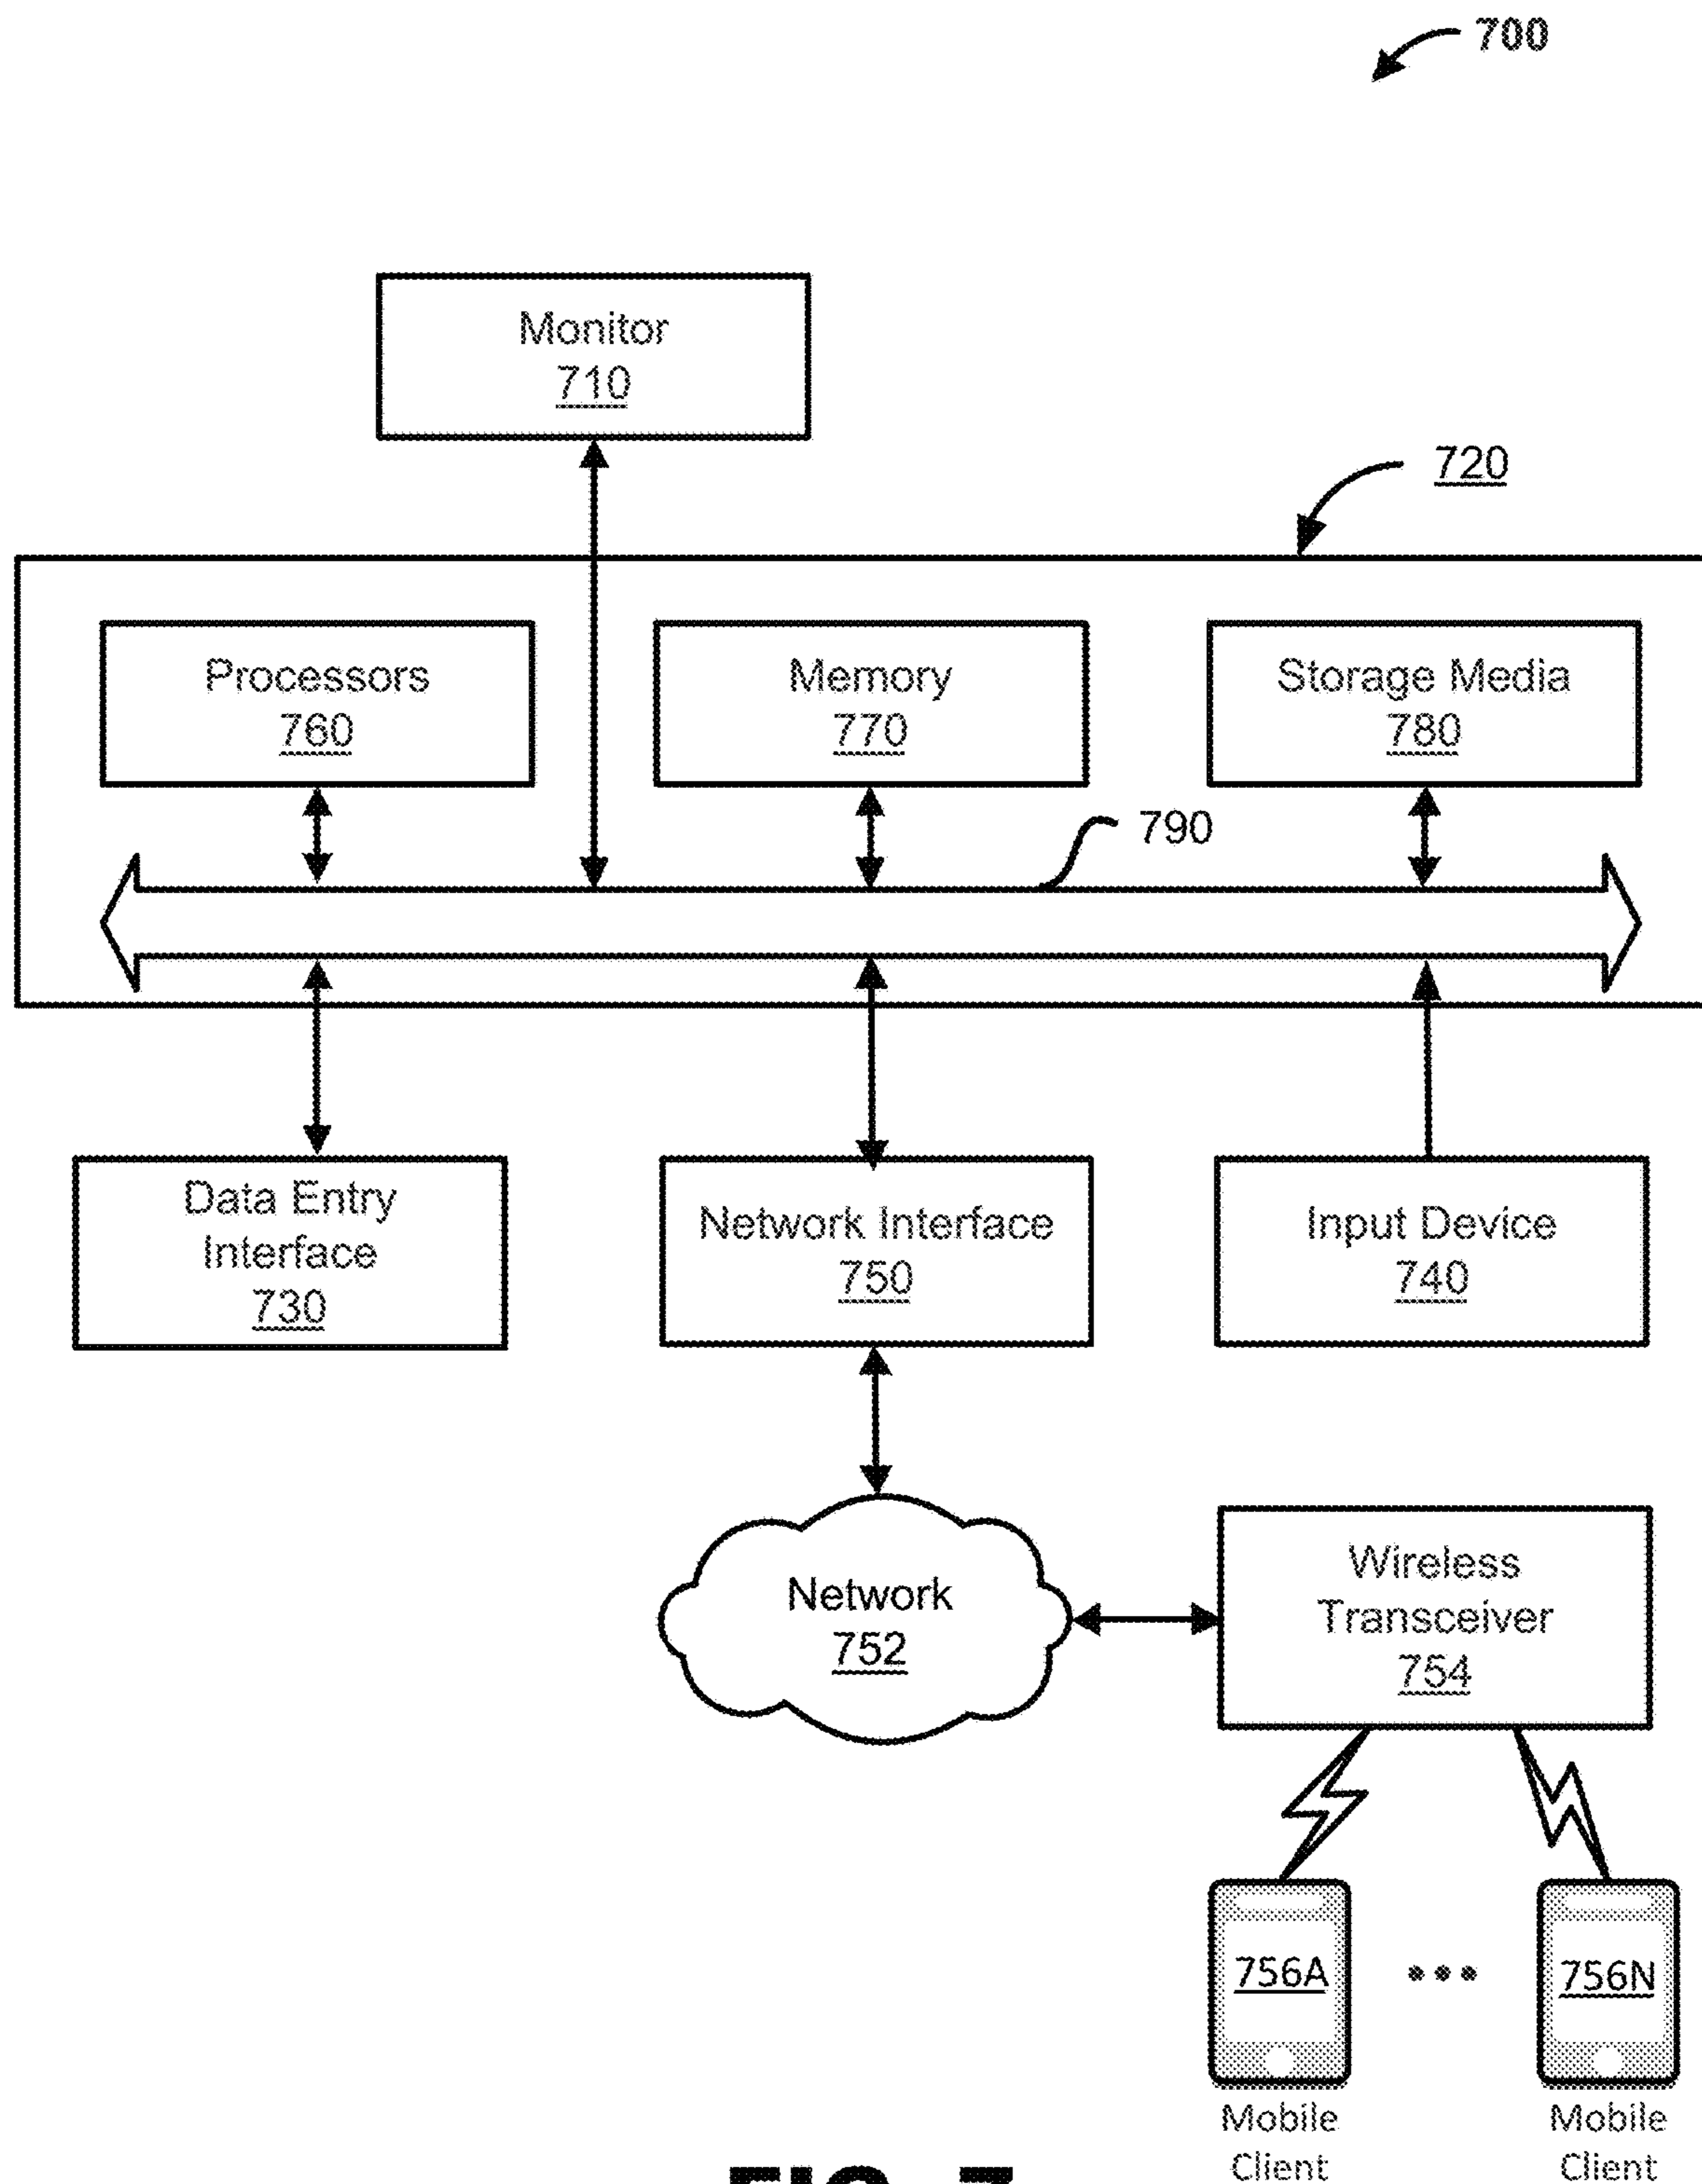 700
Monitor
710
720
Processors
760
Memory
770
Storage Media
780
790
Data Entry
Interface
730
Network Interface
750
Input Device
740
Network
752
Wireless
Transceiver
754
756A
756N
Mobile
Client
Mobile
Client